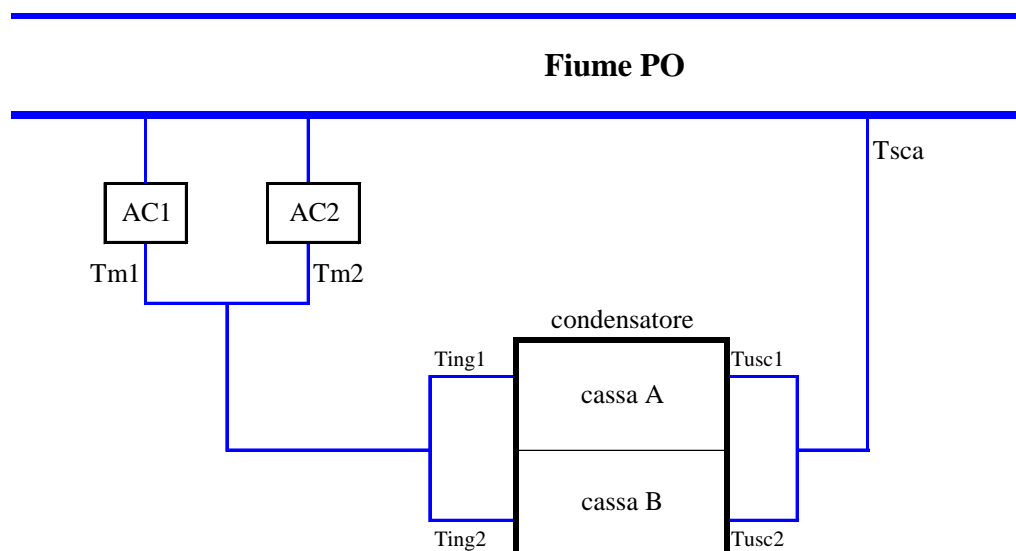 Fiume PO
Tsca
AC1
AC2
Tm1
Tm2
condensatore
Ting1
Tusc1
cassa A
cassa B
Ting2
Tusc2